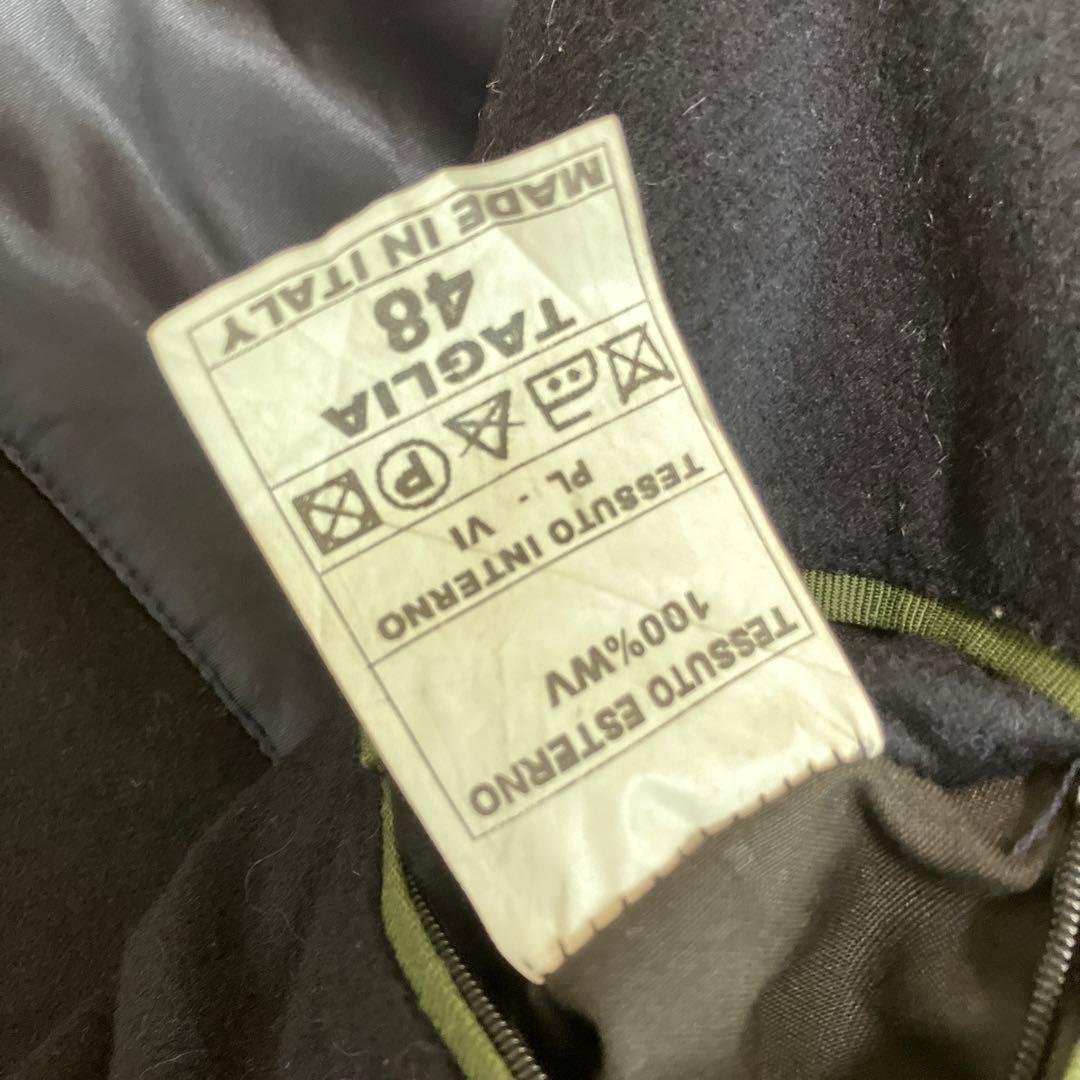 TESSUTO ESTERNO
100%WV
TESSUTO INTERNO
PL - VI
P
TAGLIA
48
MADE IN ITALY